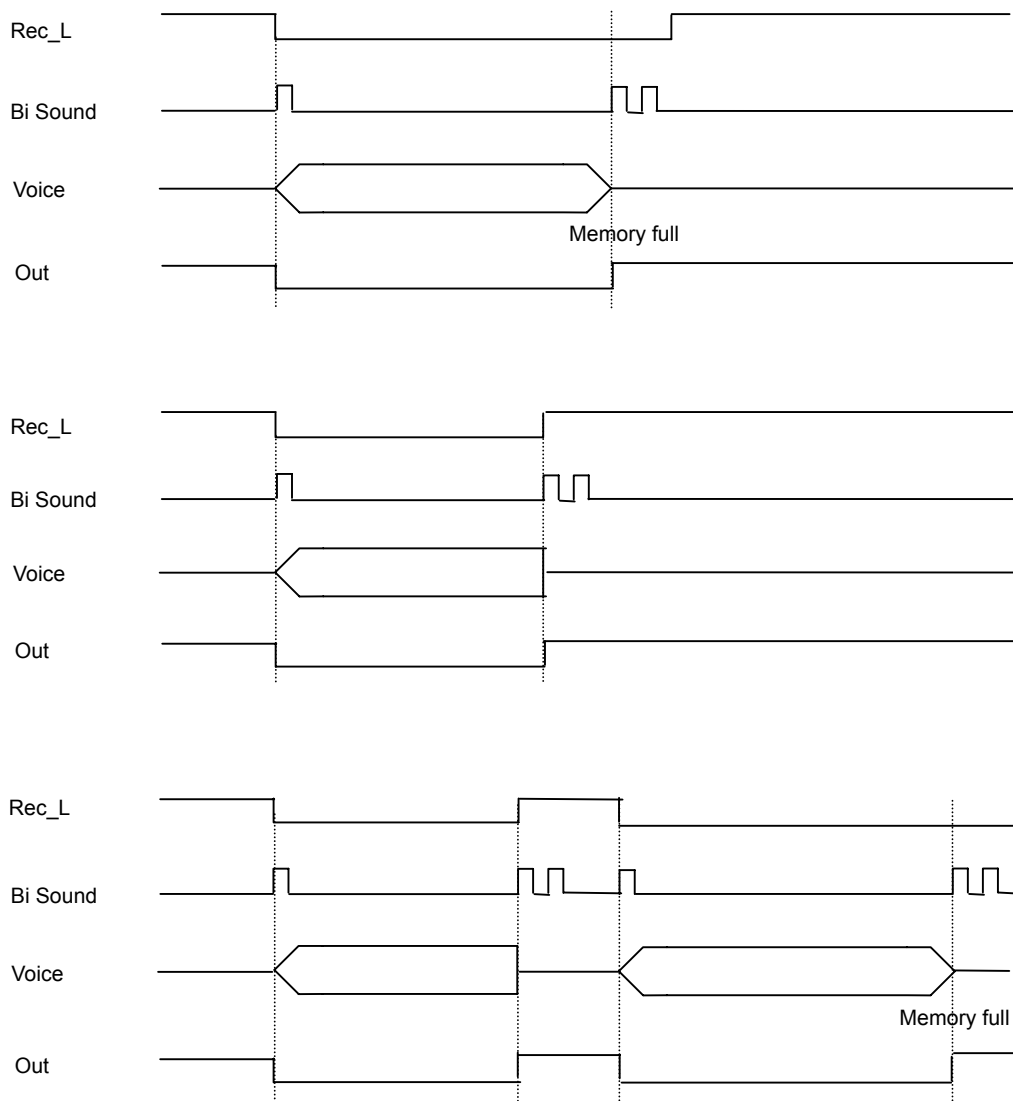 Rec_L
Bi Sound
Voice
Memory full
Out
Rec_L
Bi Sound
Voice
Out
Rec_L
Bi Sound
Voice
Memory full
Out